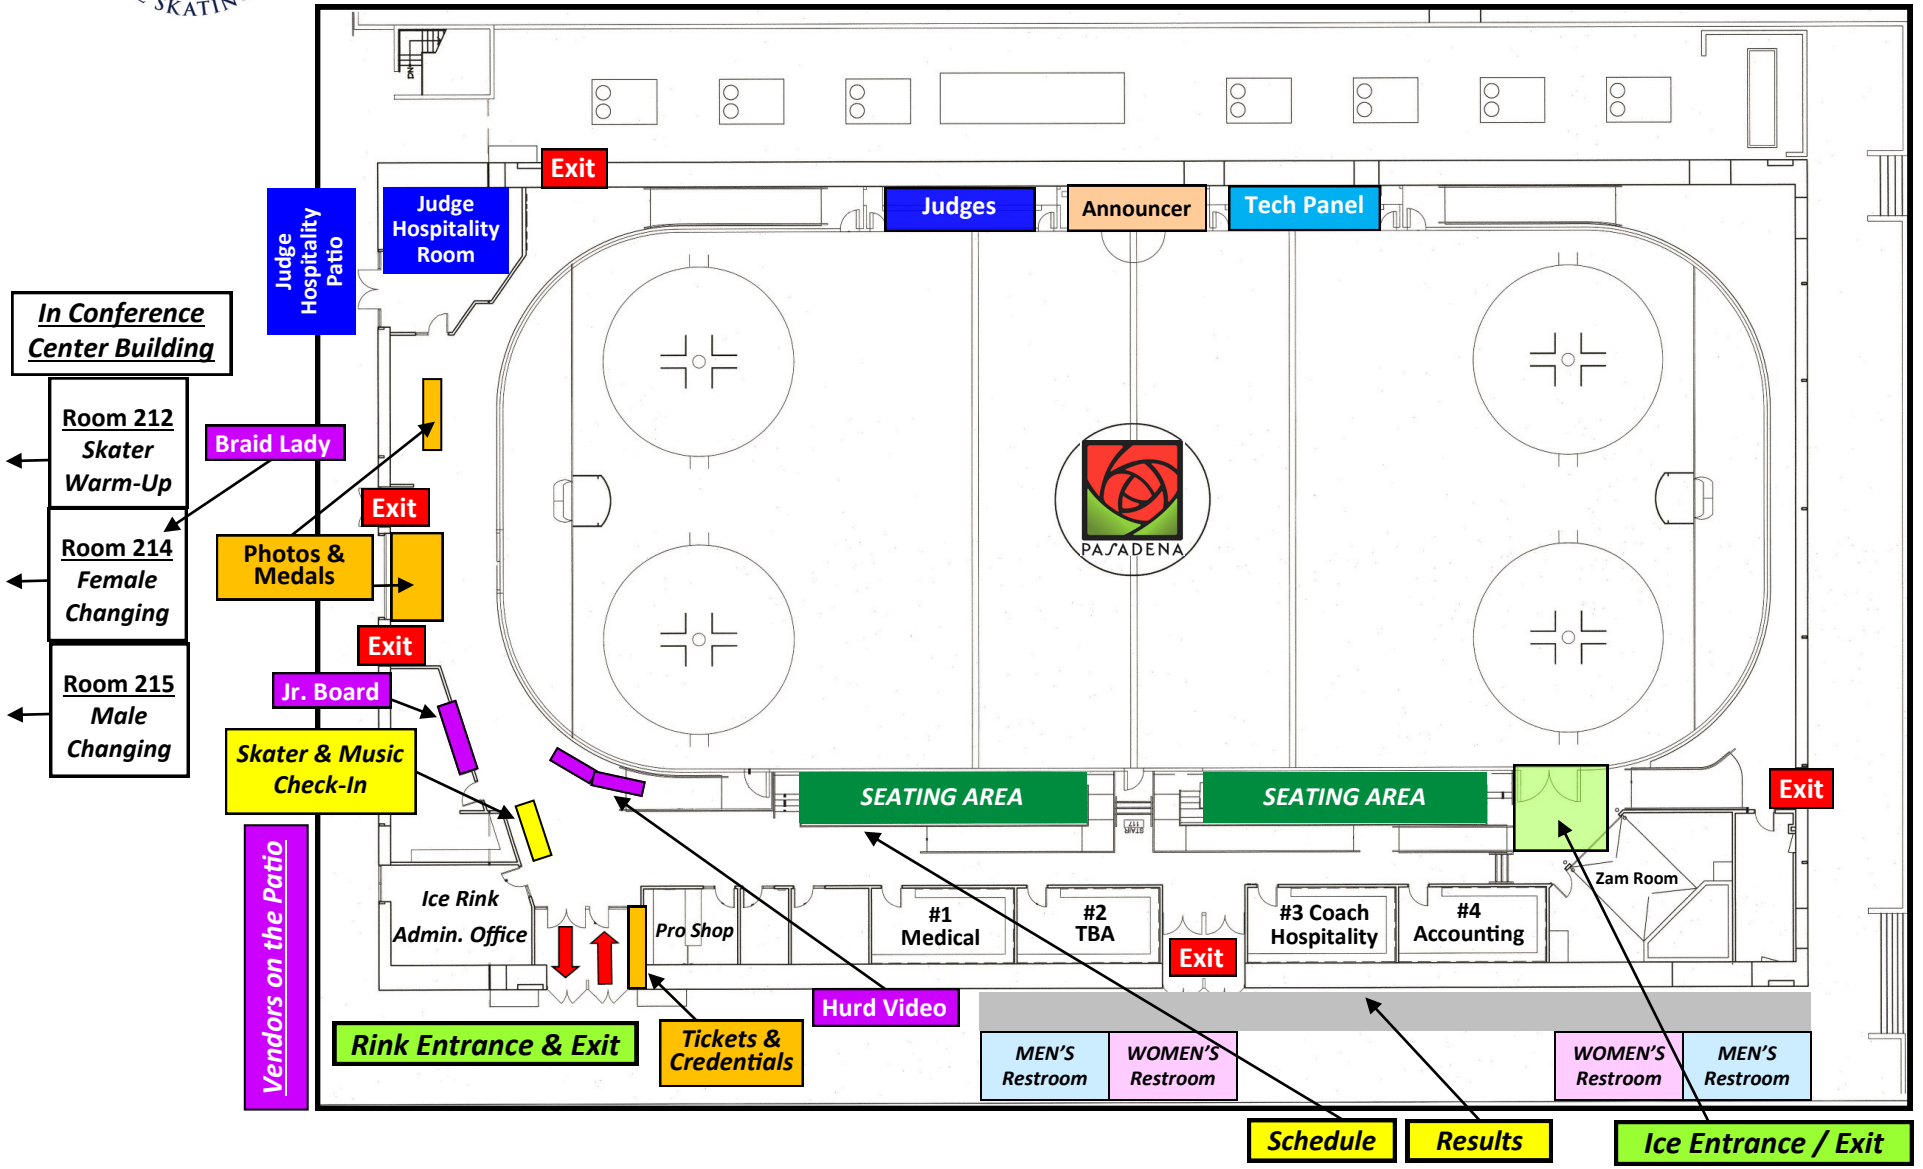 SKATIN
DN
Exit
Judge
Hospitality
Patio
Judge
Hospitality
Room
Judges
Announcer
Tech Panel
In Conference
Center Building
Room 212
Skater
Warm-Up
Braid Lady
Exit
Room 214
Female
Changing
Photos &
Medals
PASADENA
Exit
Room 215
Male
Changing
Jr. Board
Skater & Music
Check-In
SEATING AREA
STAIR
117
SEATING AREA
Exit
Vendors on the Patio
Ice Rink
Admin. Office
Pro Shop
#1
Medical
#2
TBA
Exit
#3 Coach
Hospitality
#4
Accounting
Zam Room
Hurd Video
Rink Entrance & Exit
Tickets &
Credentials
MEN'S
Restroom
WOMEN'S
Restroom
WOMEN'S
Restroom
MEN'S
Restroom
Schedule
Results
Ice Entrance / Exit